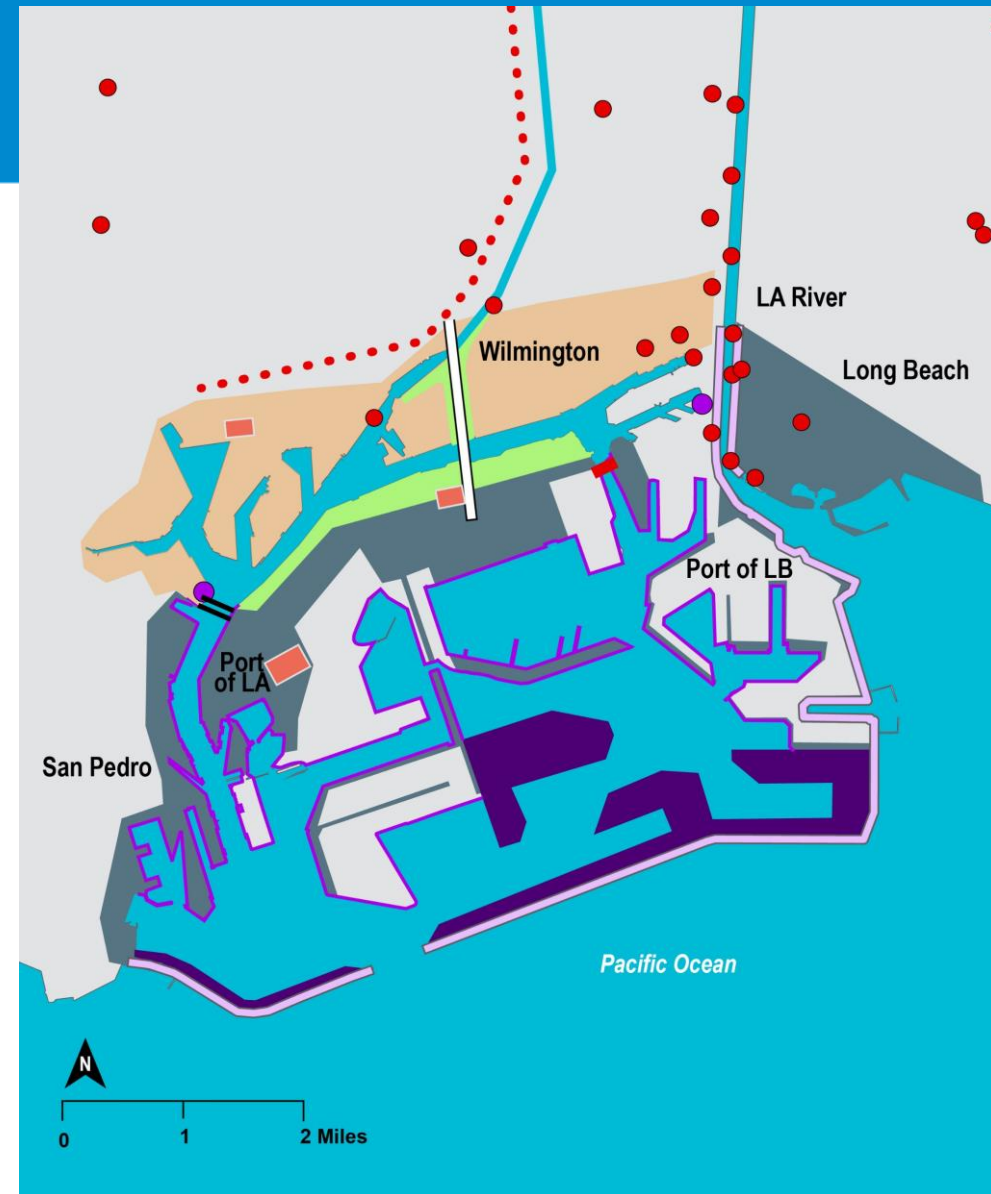 LA River
Wilmington
Long Beach
Port of LB
Port
of LA
San Pedro
Pacific Ocean
N
0 1 2 Miles